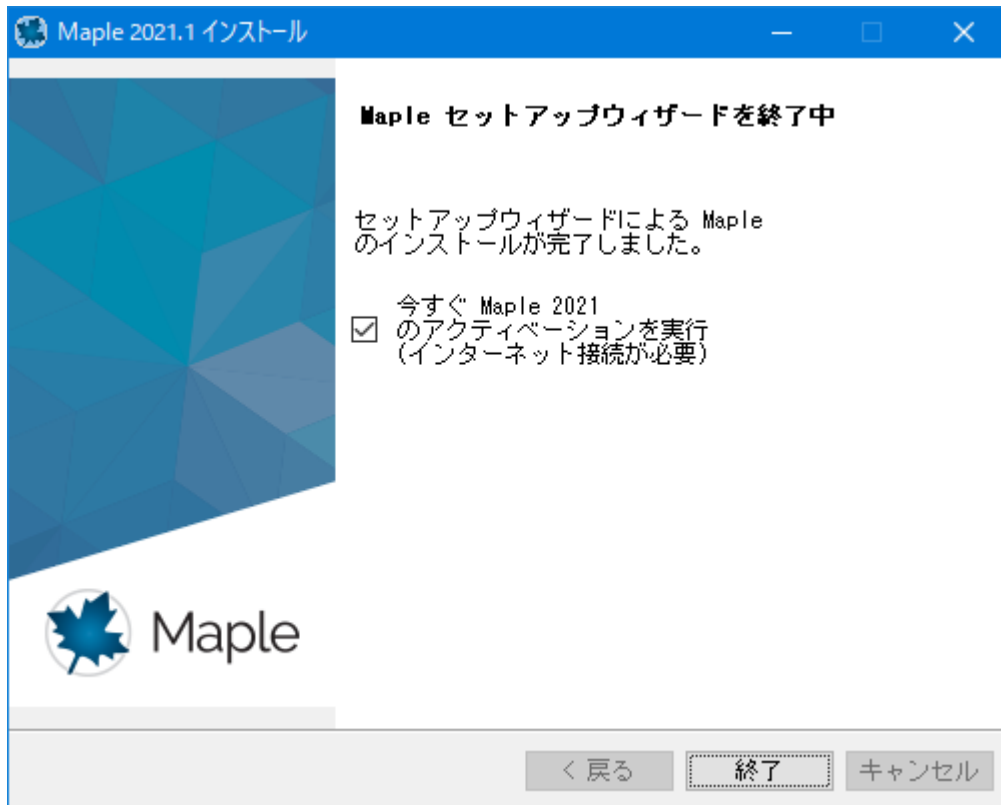 Maple 2021.1 インストール
Maple セットアップウィザードを終了中
セットアップウィザードによる Maple
のインストールが完了しました。
今すぐ Maple 2021
のアクティベーションを実行
(インターネット接続が必要)
Maple
< 戻る
終了
キャンセル